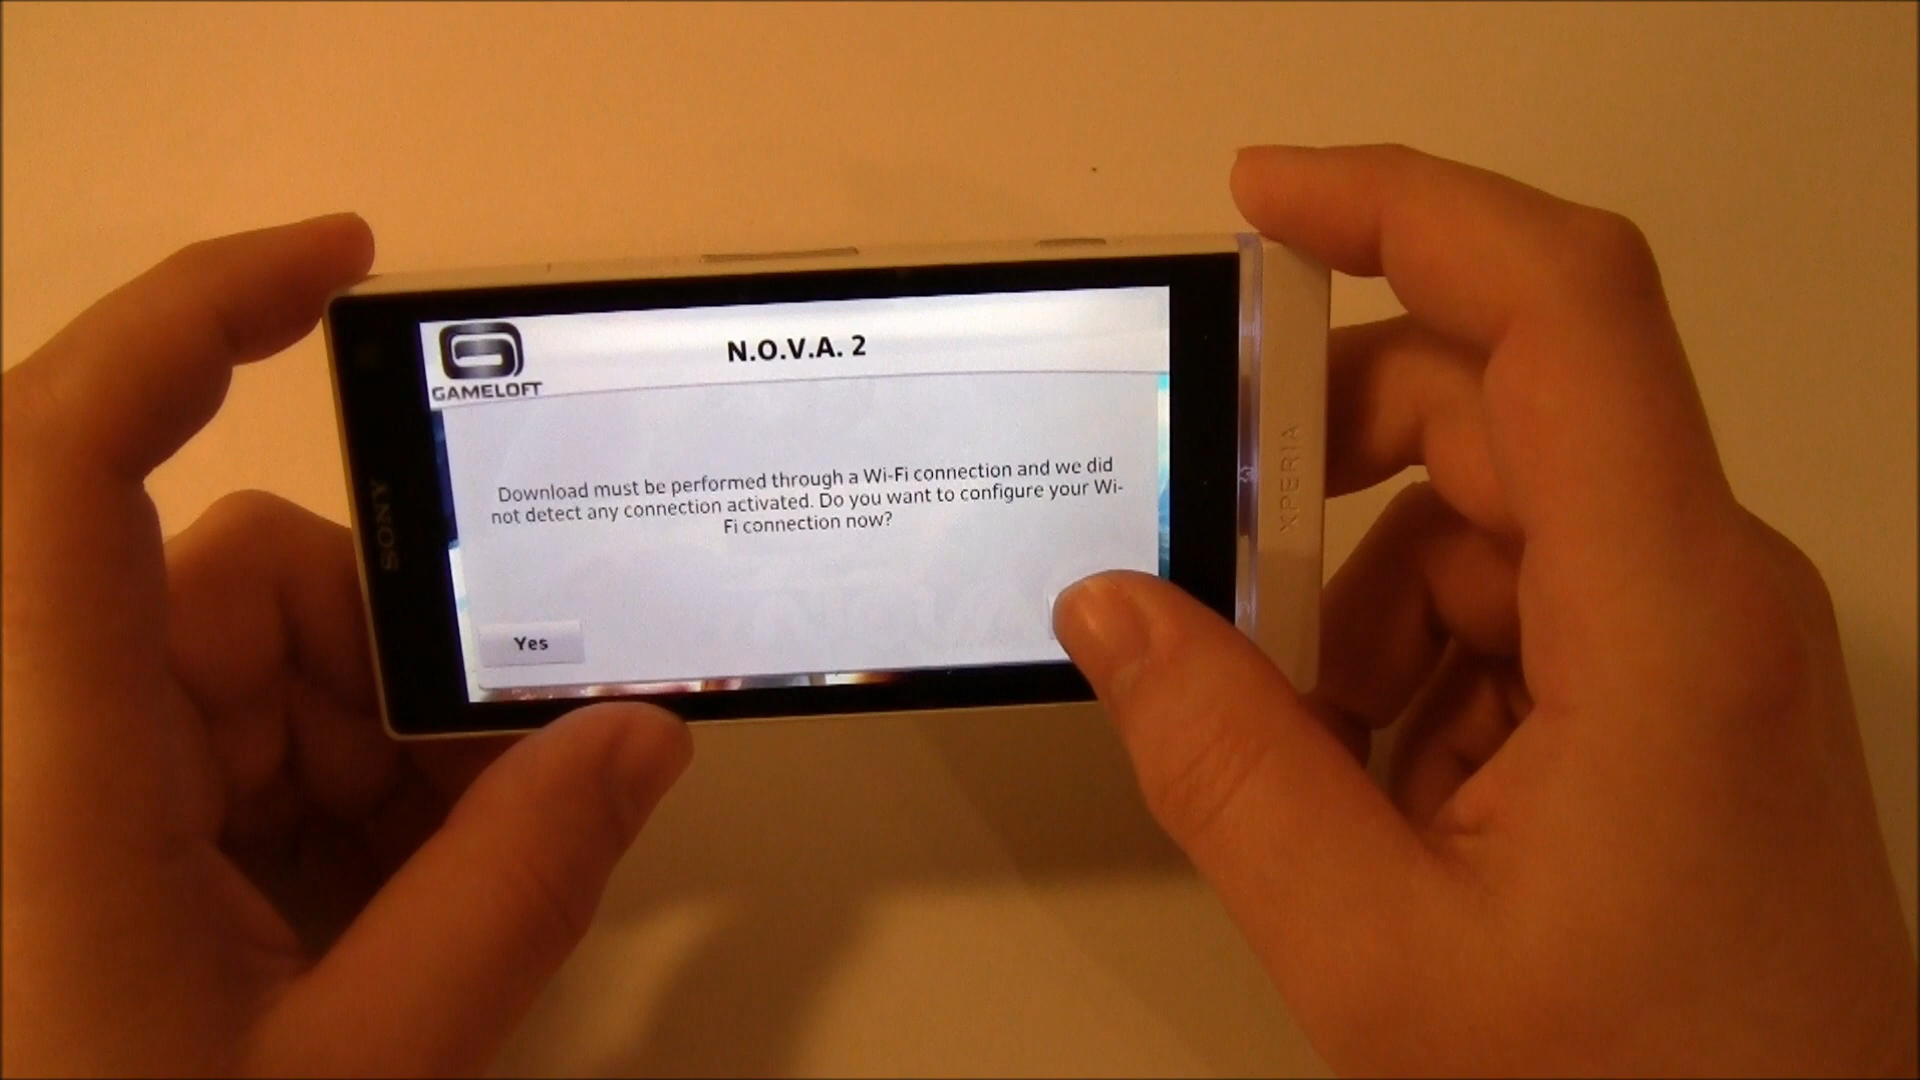 GAMELOFT
N.O.V.A. 2
Download must be performed through a Wi-Fi connection and we did
not detect any connection activated. Do you want to configure your Wi-
Fi connection now?
Yes
SONY
XPERIA